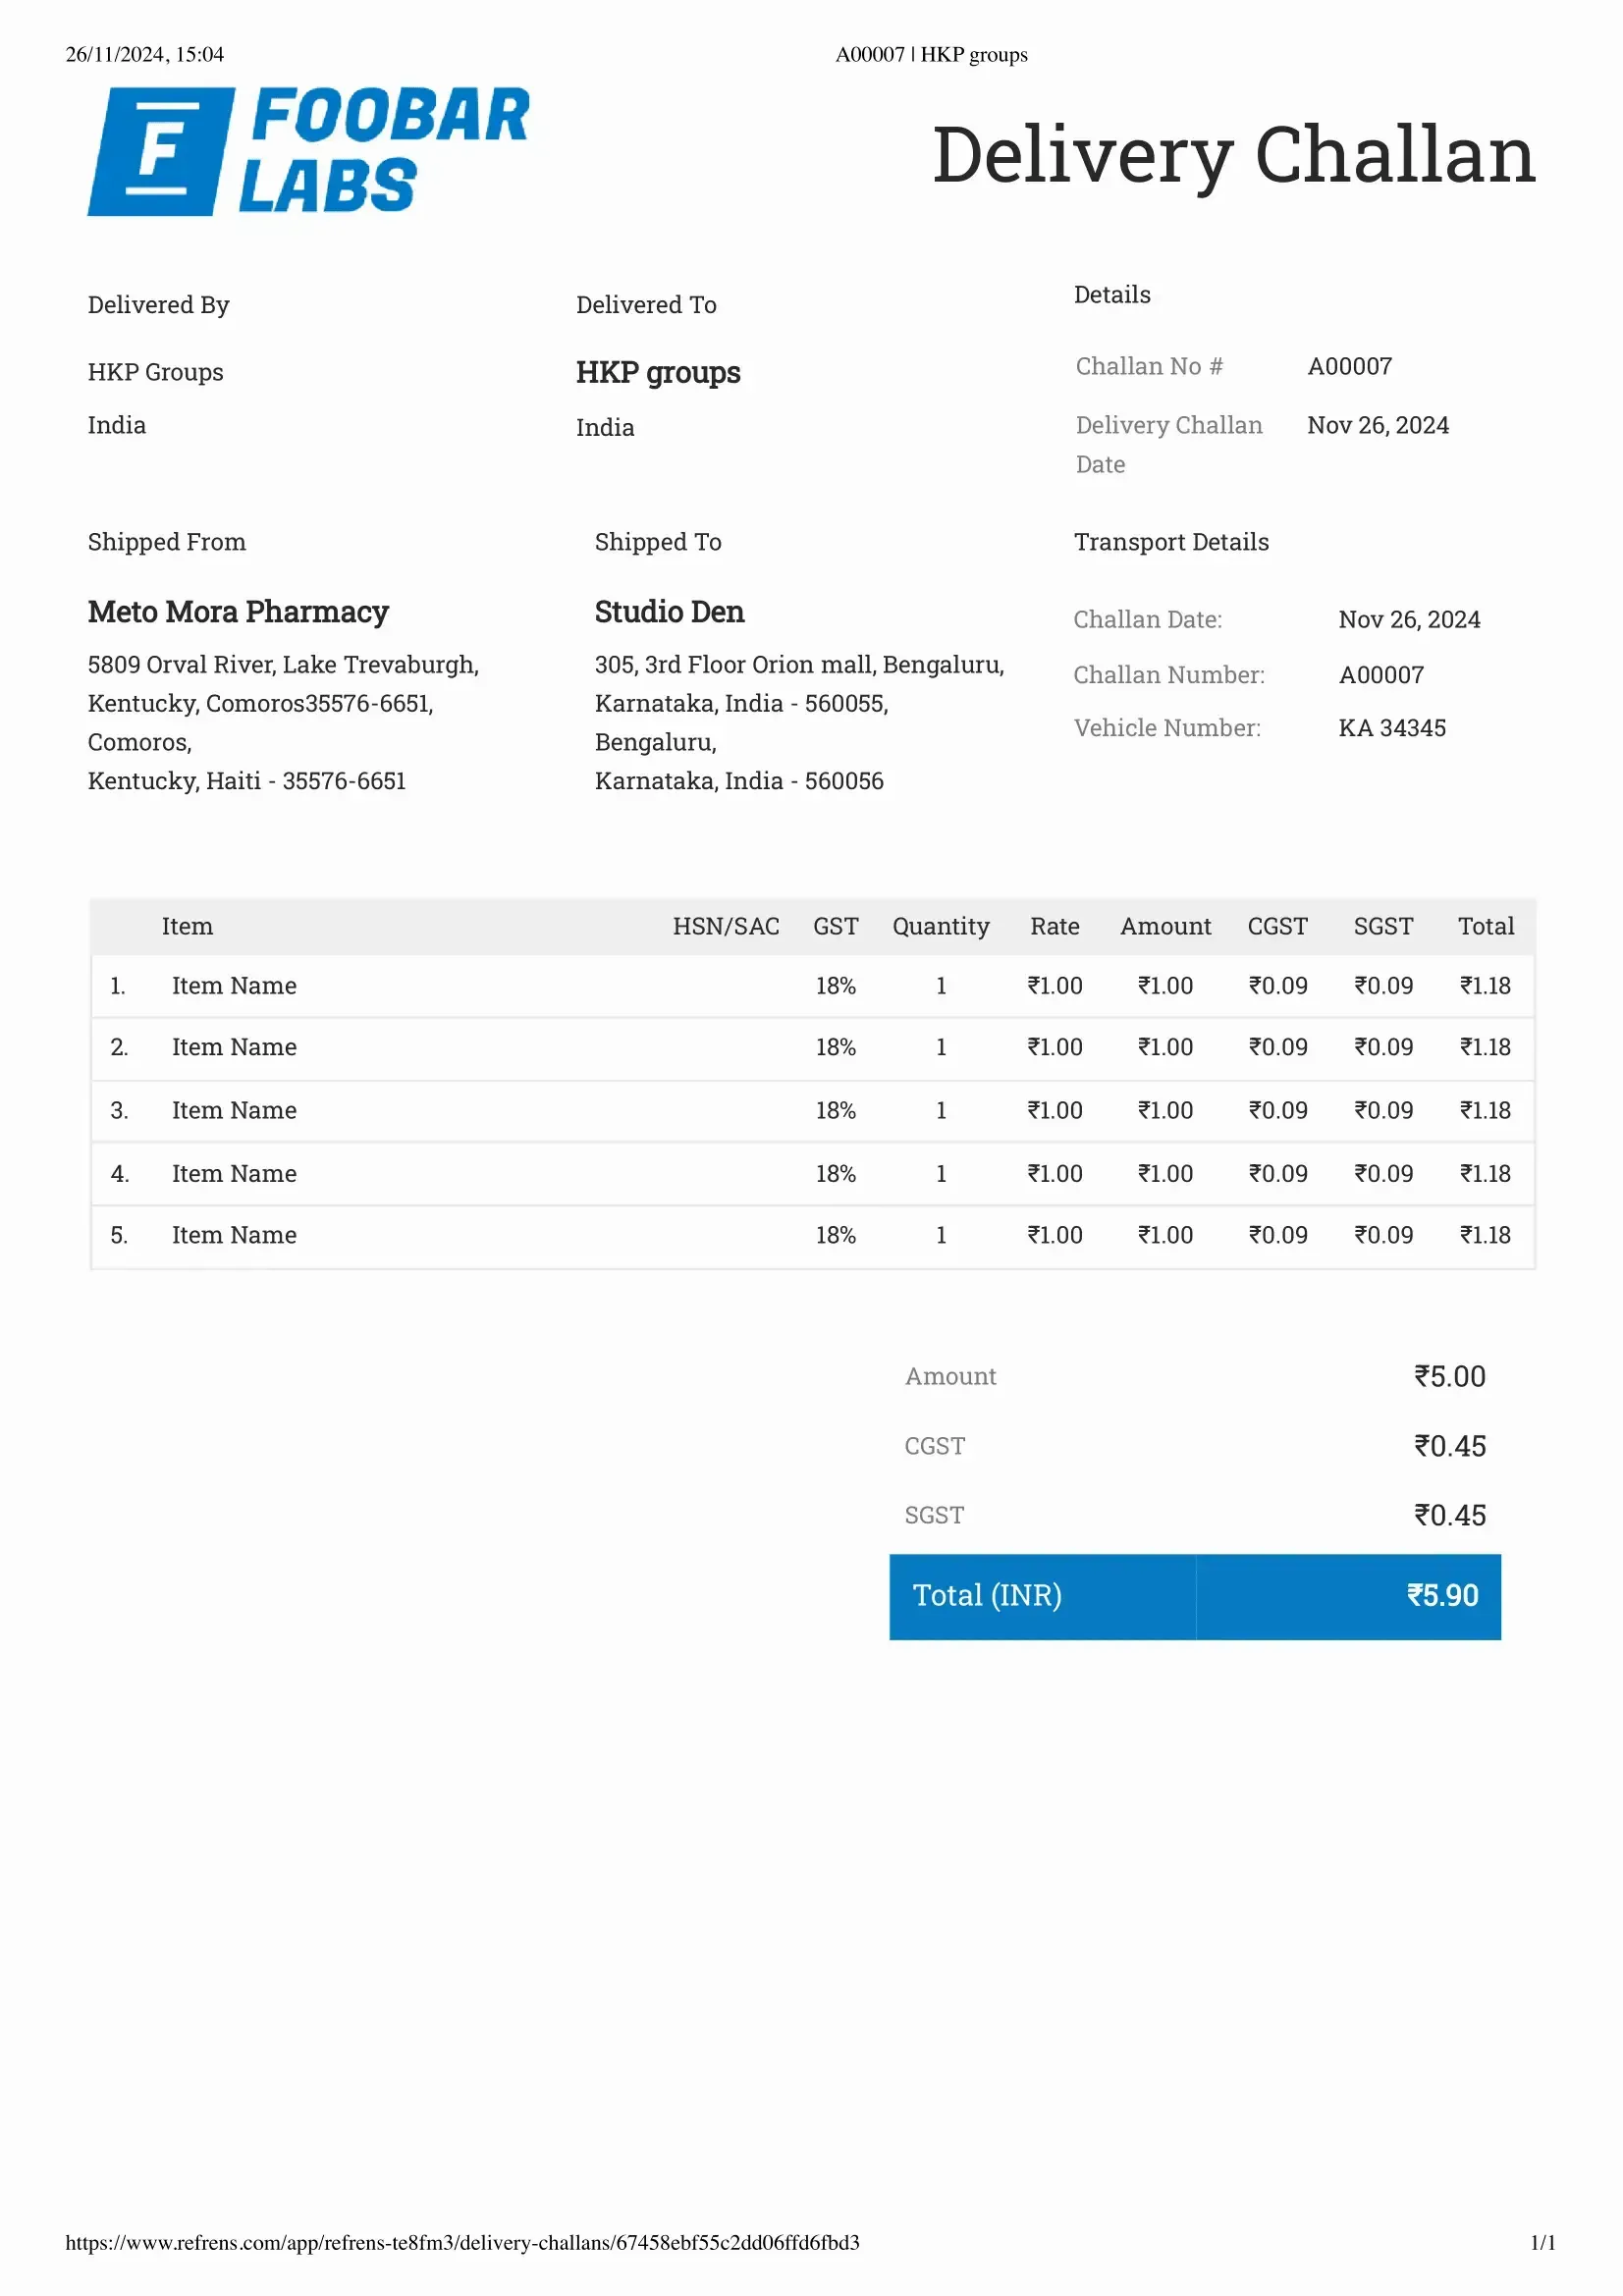 26/11/2024, 15:04
A00007 | HKP groups
F
FOOBAR
LABS
Delivery Challan
Delivered By
HKP Groups
India
Delivered To
HKP groups
India
Details
Challan No # A00007
Delivery Challan Nov 26, 2024
Date
Shipped From
Meto Mora Pharmacy
5809 Orval River, Lake Trevaburgh,
Kentucky, Comoros35576-6651,
Comoros,
Kentucky, Haiti - 35576-6651
Shipped To
Studio Den
305, 3rd Floor Orion mall, Bengaluru,
Karnataka, India - 560055,
Bengaluru,
Karnataka, India - 560056
Transport Details
Challan Date: Nov 26, 2024
Challan Number: A00007
Vehicle Number: KA 34345
Item HSN/SAC GST Quantity Rate Amount CGST SGST Total
1. Item Name 18% 1 ₹1.00 ₹1.00 ₹0.09 ₹0.09 ₹1.18
2. Item Name 18% 1 ₹1.00 ₹1.00 ₹0.09 ₹0.09 ₹1.18
3. Item Name 18% 1 ₹1.00 ₹1.00 ₹0.09 ₹0.09 ₹1.18
4. Item Name 18% 1 ₹1.00 ₹1.00 ₹0.09 ₹0.09 ₹1.18
5. Item Name 18% 1 ₹1.00 ₹1.00 ₹0.09 ₹0.09 ₹1.18
Amount ₹5.00
CGST ₹0.45
SGST ₹0.45
Total (INR) ₹5.90
https://www.refrens.com/app/refrens-te8fm3/delivery-challans/67458ebf55c2dd06ffd6fbd3
1/1